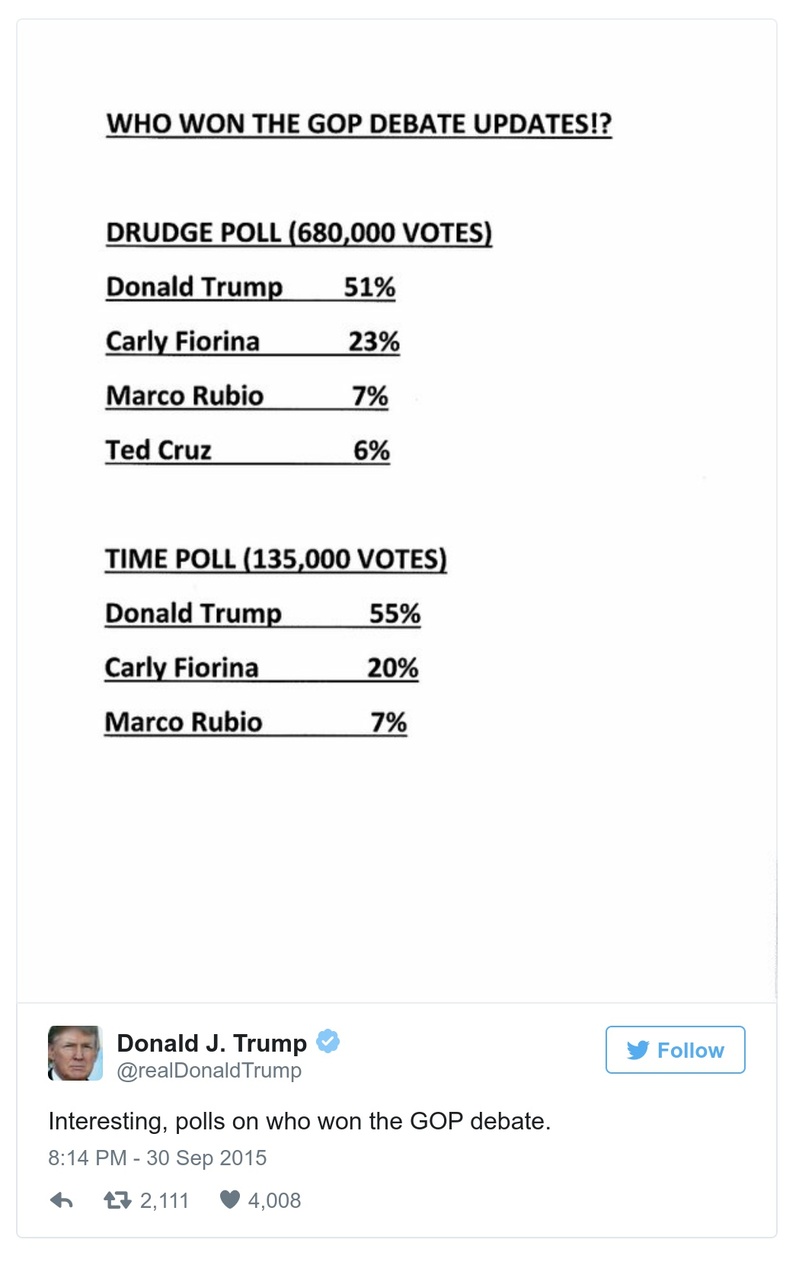 WHO WON THE GOP DEBATE UPDATES!?
DRUDGE POLL (680,000 VOTES)
Donald Trump 51%
Carly Fiorina 23%
Marco Rubio 7%
Ted Cruz 6%
TIME POLL (135,000 VOTES)
Donald Trump 55%
Carly Fiorina 20%
Marco Rubio 7%
Donald J. Trump
@realDonaldTrump
Follow
Interesting, polls on who won the GOP debate.
8:14 PM - 30 Sep 2015
2,111 4,008